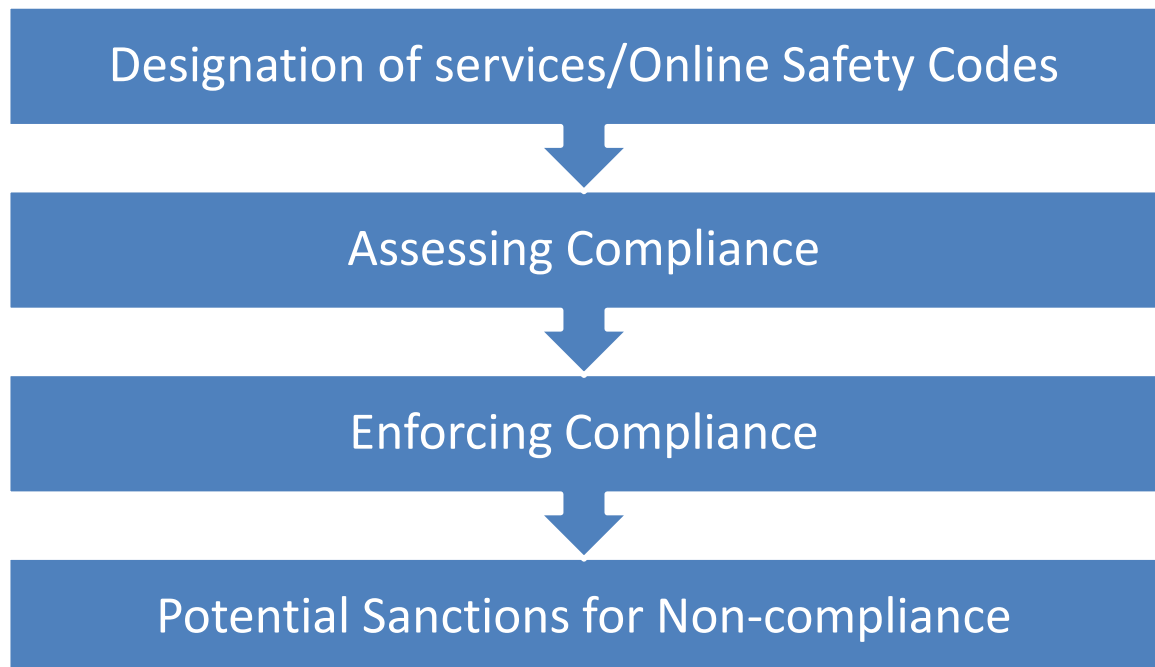 Designation of services/Online Safety Codes
Assessing Compliance
Enforcing Compliance
Potential Sanctions for Non-compliance